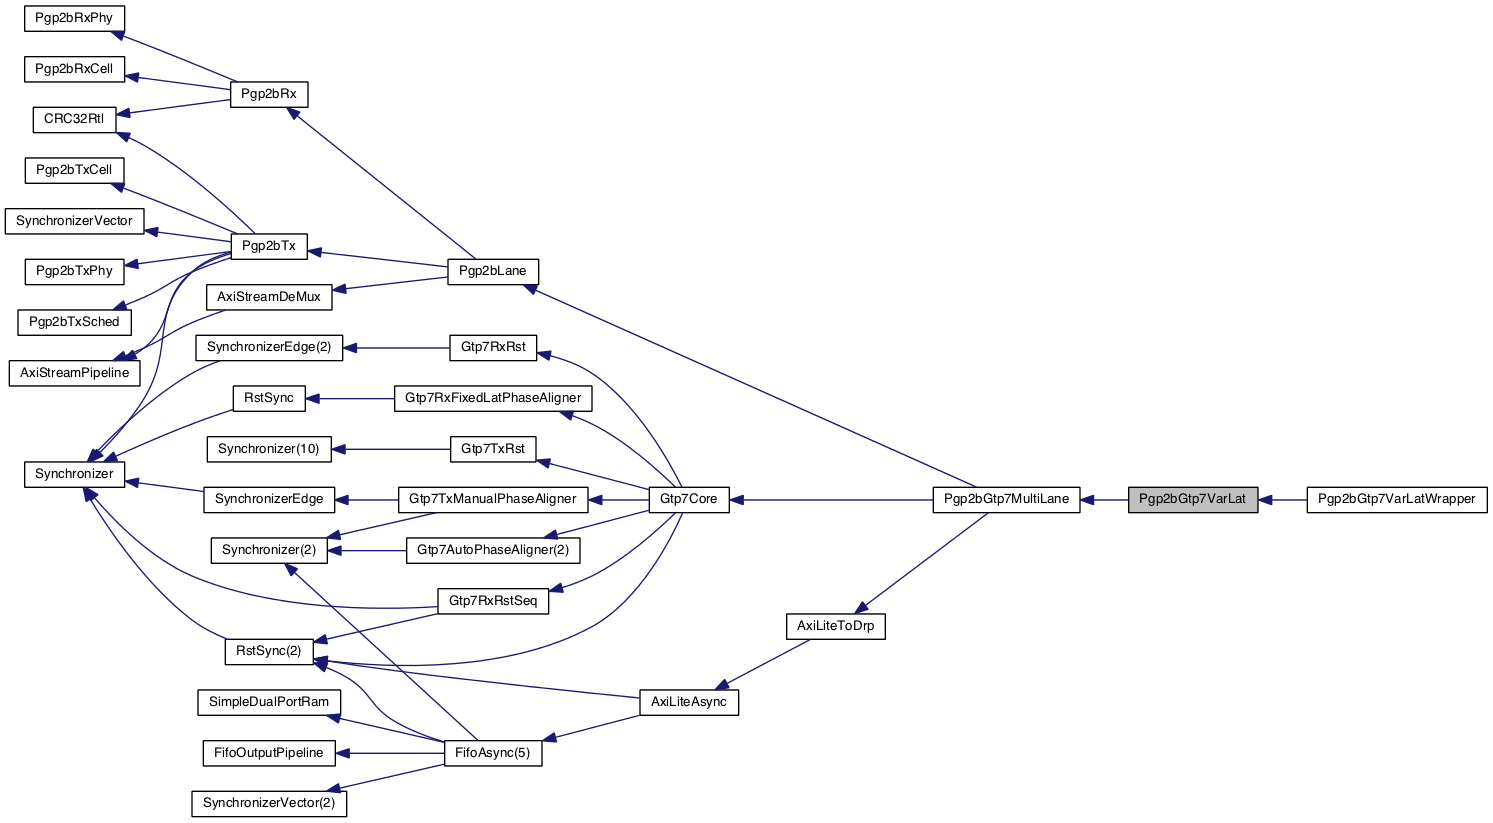 Pgp2bRxPhy
Pgp2bRxCell
Pgp2bRx
CRC32Rtl
Pgp2bTxCell
SynchronizerVector
Pgp2bTx
Pgp2bTxPhy
Pgp2bLane
AxiStreamDeMux
Pgp2bTxSched
SynchronizerEdge(2)
Gtp7RxRst
AxiStreamPipeline
RstSync
Gtp7RxFixedLatPhaseAligner
Synchronizer(10)
Gtp7TxRst
Synchronizer
SynchronizerEdge
Gtp7TxManualPhaseAligner
Gtp7Core
Pgp2bGtp7MultiLane
Pgp2bGtp7VarLat
Pgp2bGtp7VarLatWrapper
Synchronizer(2)
Gtp7AutoPhaseAligner(2)
Gtp7RxRstSeq
AxiLiteToDrp
RstSync(2)
SimpleDualPortRam
AxiLiteAsync
FifoOutputPipeline
FifoAsync(5)
SynchronizerVector(2)